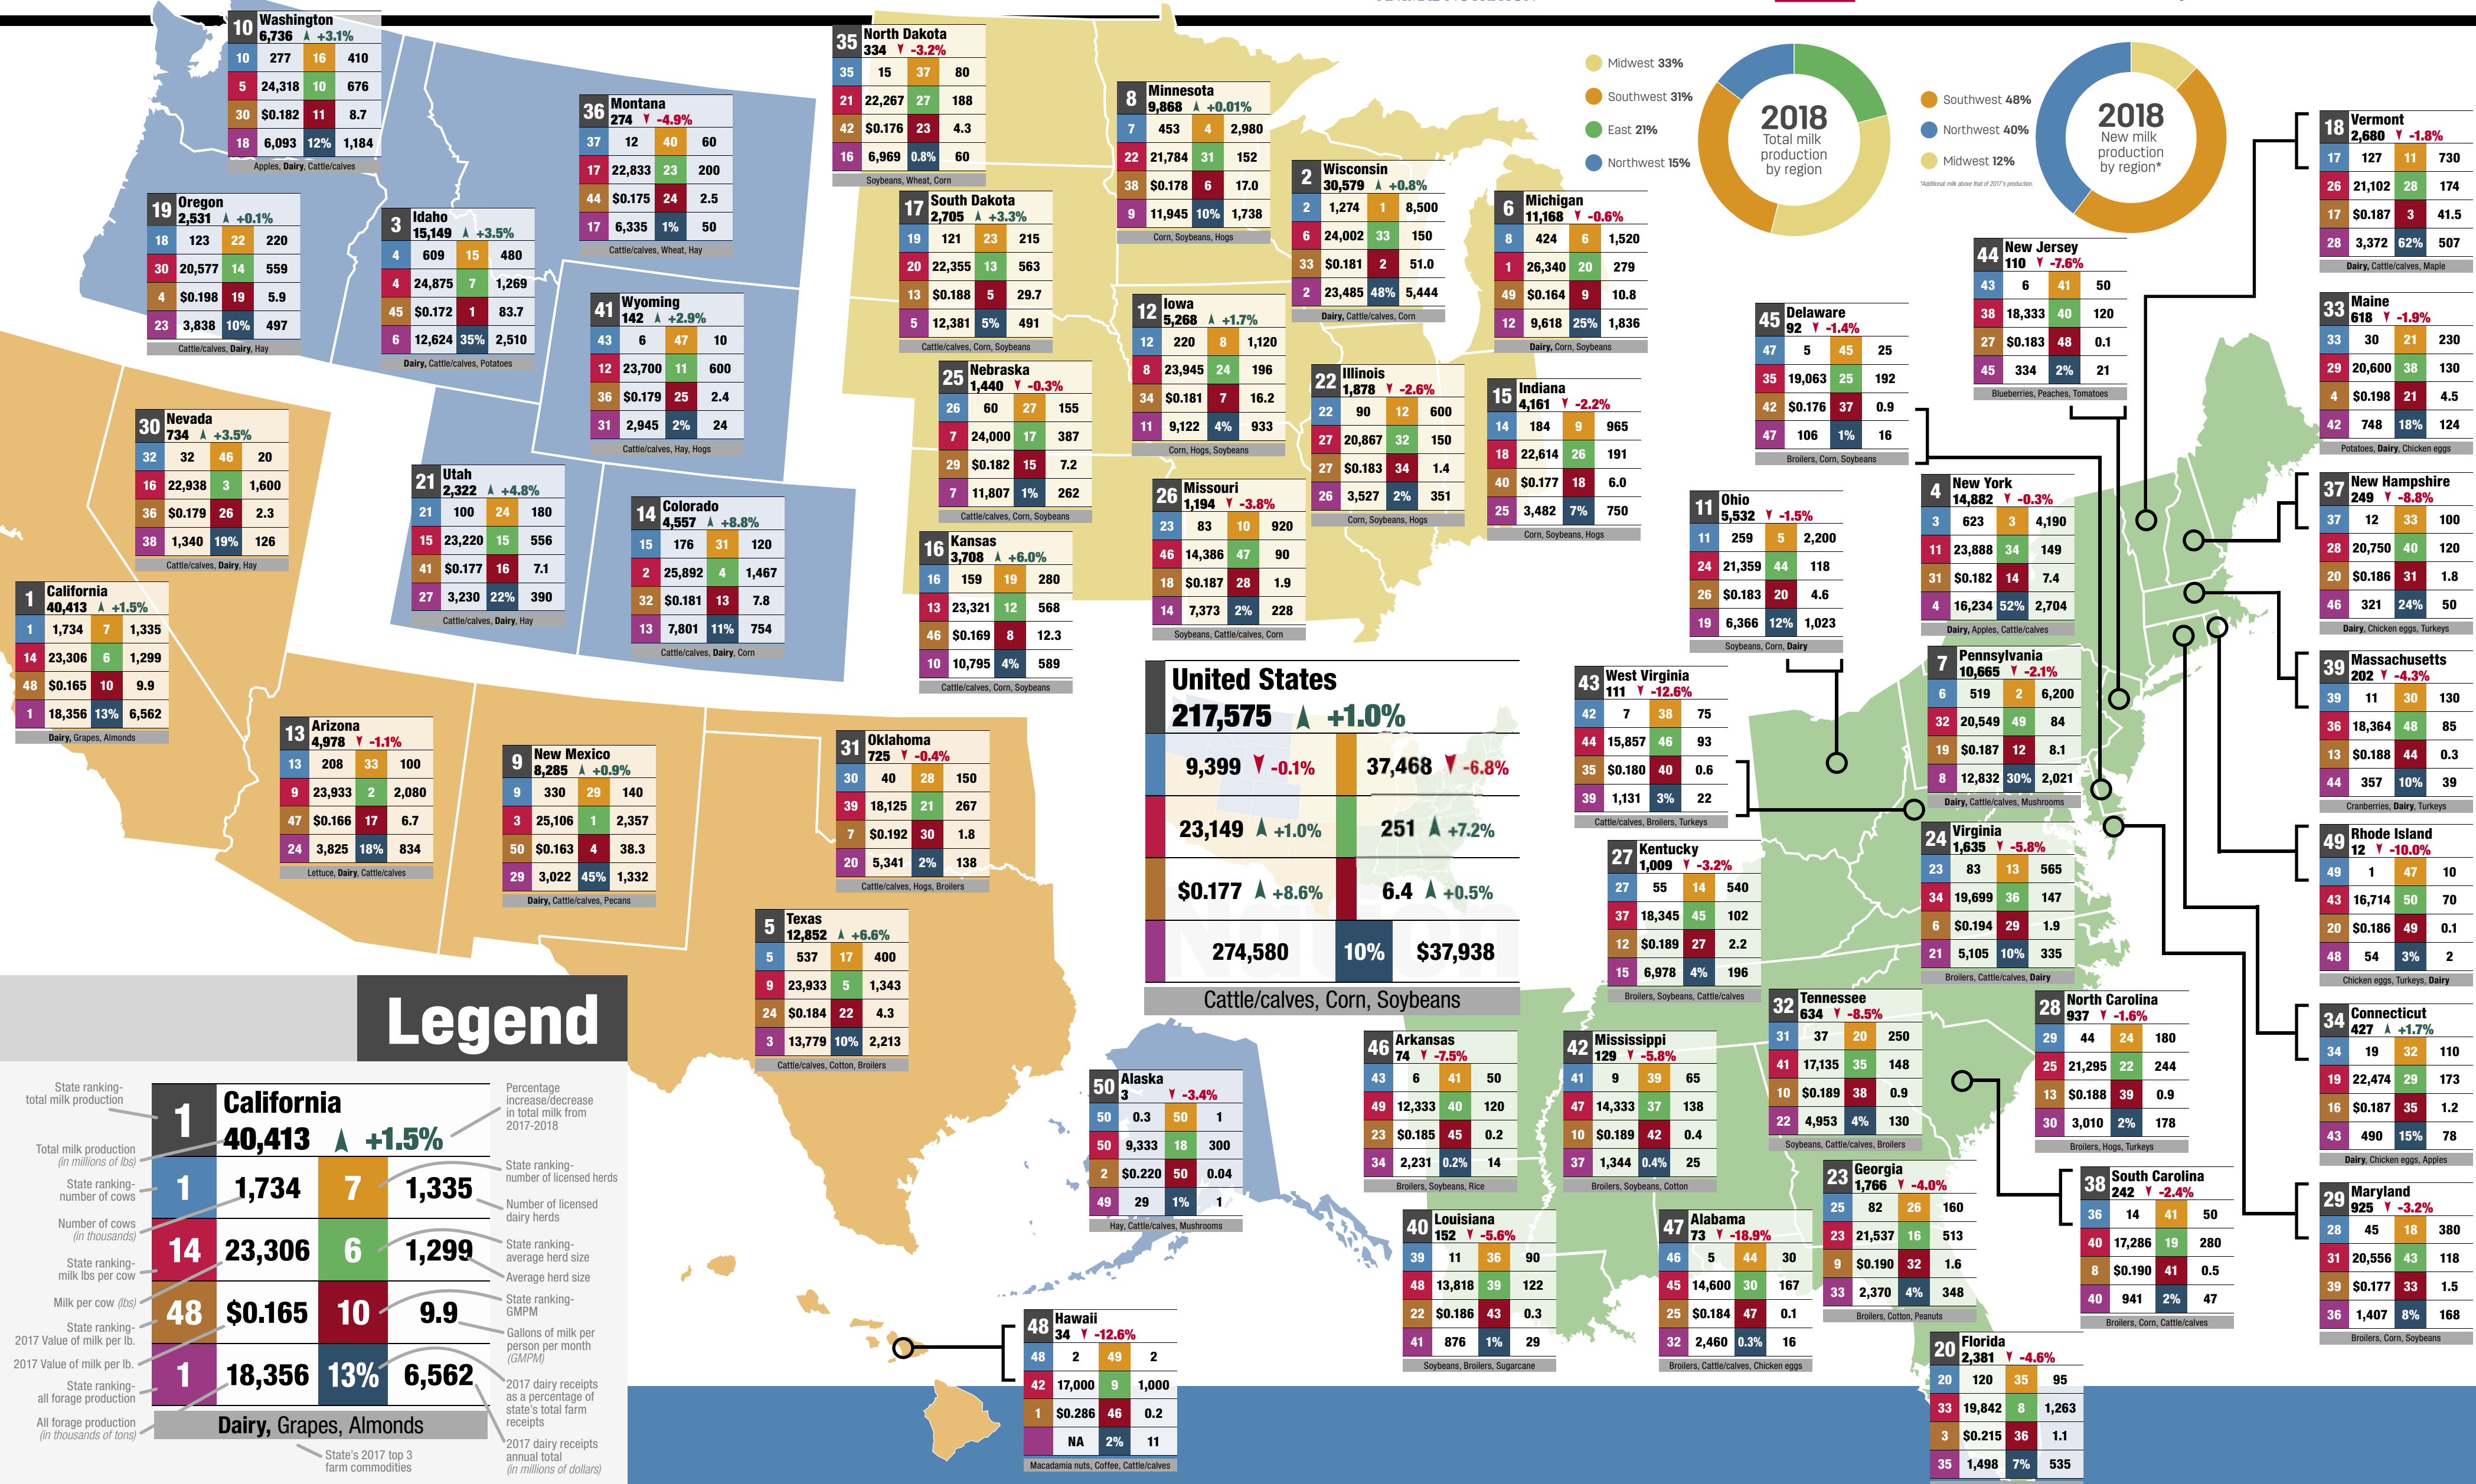 10 Washington
6,736 +3.1%
10 277 16 410
5 24,318 10 676
30 $0.182 11 8.7
18 6,093 12% 1,184
Apples, Dairy, Cattle/calves
19 Oregon
2,531 +0.1%
18 123 22 220
30 20,577 14 559
4 $0.198 19 5.9
23 3,838 10% 497
Cattle/calves, Dairy, Hay
3 Idaho
15,149 +3.5%
4 609 15 480
4 24,875 7 1,269
45 $0.172 1 83.7
6 12,624 35% 2,510
Dairy, Cattle/calves, Potatoes
36 Montana
274 -4.9%
37 12 40 60
17 22,833 23 200
44 $0.175 24 2.5
17 6,335 1% 50
Cattle/calves, Wheat, Hay
41 Wyoming
142 +2.9%
43 6 47 10
12 23,700 11 600
36 $0.179 25 2.4
31 2,945 2% 24
Cattle/calves, Hay, Hogs
30 Nevada
734 +3.5%
32 32 46 20
16 22,938 3 1,600
36 $0.179 26 2.3
38 1,340 19% 126
Cattle/calves, Dairy, Hay
21 Utah
2,322 +4.8%
21 100 24 180
15 23,220 15 556
41 $0.177 16 7.1
27 3,230 22% 390
Cattle/calves, Dairy, Hay
14 Colorado
4,557 +8.8%
15 176 31 120
2 25,892 4 1,467
32 $0.181 13 7.8
13 7,801 11% 754
Cattle/calves, Dairy, Corn
1 California
40,413 +1.5%
1 1,734 7 1,335
14 23,306 6 1,299
48 $0.165 10 9.9
1 18,356 13% 6,562
Dairy, Grapes, Almonds
13 Arizona
4,978 -1.1%
13 208 33 100
9 23,933 2 2,080
47 $0.166 17 6.7
24 3,825 18% 834
Lettuce, Dairy, Cattle/calves
9 New Mexico
8,285 +0.9%
9 330 29 140
3 25,106 1 2,357
50 $0.163 4 38.3
29 3,022 45% 1,332
Dairy, Cattle/calves, Pecans
31 Oklahoma
725 -0.4%
30 40 28 150
39 18,125 21 267
7 $0.192 30 1.8
20 5,341 2% 138
Cattle/calves, Hogs, Broilers
5 Texas
12,852 +6.6%
5 537 17 400
9 23,933 5 1,343
24 $0.184 22 4.3
3 13,779 10% 2,213
Cattle/calves, Cotton, Broilers
35 North Dakota
334 -3.2%
35 15 37 80
21 22,267 27 188
42 $0.176 23 4.3
16 6,969 0.8% 60
Soybeans, Wheat, Corn
17 South Dakota
2,705 +3.3%
19 121 23 215
20 22,355 13 563
13 $0.188 5 29.7
5 12,381 5% 491
Cattle/calves, Corn, Soybeans
25 Nebraska
1,440 -0.3%
26 60 27 155
7 24,000 17 387
29 $0.182 15 7.2
7 11,807 1% 262
Cattle/calves, Corn, Soybeans
16 Kansas
3,708 +6.0%
16 159 19 280
13 23,321 12 568
46 $0.169 8 12.3
10 10,795 4% 589
Cattle/calves, Corn, Soybeans
8 Minnesota
9,868 +0.01%
7 453 4 2,980
22 21,784 31 152
38 $0.178 6 17.0
9 11,945 10% 1,738
Corn, Soybeans, Hogs
2 Wisconsin
30,579 +0.8%
2 1,274 1 8,500
6 24,002 33 150
33 $0.181 2 51.0
2 23,485 48% 5,444
Dairy, Cattle/calves, Corn
12 Iowa
5,268 +1.7%
12 220 8 1,120
8 23,945 24 196
34 $0.181 7 16.2
11 9,122 4% 933
Corn, Hogs, Soybeans
22 Illinois
1,878 -2.6%
22 90 12 600
27 20,867 32 150
27 $0.183 34 1.4
26 3,527 2% 351
Corn, Soybeans, Hogs
26 Missouri
1,194 -3.8%
23 83 10 920
46 14,386 47 90
18 $0.187 28 1.9
14 7,373 2% 228
Soybeans, Cattle/calves, Corn
6 Michigan
11,168 -0.6%
8 424 6 1,520
1 26,340 20 279
49 $0.164 9 10.8
12 9,618 25% 1,836
Dairy, Corn, Soybeans
15 Indiana
4,161 -2.2%
14 184 9 965
18 22,614 26 191
40 $0.177 18 6.0
25 3,482 7% 750
Corn, Soybeans, Hogs
Midwest 33%
Southwest 31%
East 21%
Northwest 15%
2018
Total milk
production
by region
Southwest 48%
Northwest 40%
Midwest 12%
*Additional milk above that of 2017's production.
2018
New milk
production
by region*
11 Ohio
5,532 -1.5%
11 259 5 2,200
24 21,359 44 118
26 $0.183 20 4.6
19 6,366 12% 1,023
Soybeans, Corn, Dairy
45 Delaware
92 -1.4%
47 5 45 25
35 19,063 25 192
42 $0.176 37 0.9
47 106 1% 16
Broilers, Corn, Soybeans
44 New Jersey
110 -7.6%
43 6 41 50
38 18,333 40 120
27 $0.183 48 0.1
45 334 2% 21
Blueberries, Peaches, Tomatoes
4 New York
14,882 -0.3%
3 623 3 4,190
11 23,888 34 149
31 $0.182 14 7.4
4 16,234 52% 2,704
Dairy, Apples, Cattle/calves
7 Pennsylvania
10,665 -2.1%
6 519 2 6,200
32 20,549 49 84
19 $0.187 12 8.1
8 12,832 30% 2,021
Dairy, Cattle/calves, Mushrooms
18 Vermont
2,680 -1.8%
17 127 11 730
26 21,102 28 174
17 $0.187 3 41.5
28 3,372 62% 507
Dairy, Cattle/calves, Maple
33 Maine
618 -1.9%
33 30 21 230
29 20,600 38 130
4 $0.198 21 4.5
42 748 18% 124
Potatoes, Dairy, Chicken eggs
37 New Hampshire
249 -8.8%
37 12 33 100
28 20,750 40 120
20 $0.186 31 1.8
46 321 24% 50
Dairy, Chicken eggs, Turkeys
39 Massachusetts
202 -4.3%
39 11 30 130
36 18,364 48 85
13 $0.188 44 0.3
44 357 10% 39
Cranberries, Dairy, Turkeys
49 Rhode Island
12 -10.0%
49 1 47 10
43 16,714 50 70
20 $0.186 49 0.1
48 54 3% 2
Chicken eggs, Turkeys, Dairy
34 Connecticut
427 +1.7%
34 19 32 110
19 22,474 29 173
16 $0.187 35 1.2
43 490 15% 78
Dairy, Chicken eggs, Apples
29 Maryland
925 -3.2%
28 45 18 380
31 20,556 43 118
39 $0.177 33 1.5
36 1,407 8% 168
Broilers, Corn, Soybeans
United States
217,575 +1.0%
9,399 -0.1% 37,468 -6.8%
23,149 +1.0% 251 +7.2%
$0.177 +8.6% 6.4 +0.5%
274,580 10% $37,938
Cattle/calves, Corn, Soybeans
43 West Virginia
111 -12.6%
42 7 38 75
44 15,857 46 93
35 $0.180 40 0.6
39 1,131 3% 22
Cattle/calves, Broilers, Turkeys
27 Kentucky
1,009 -3.2%
27 55 14 540
37 18,345 45 102
12 $0.189 27 2.2
15 6,978 4% 196
Broilers, Soybeans, Cattle/calves
24 Virginia
1,635 -5.8%
23 83 13 565
34 19,699 36 147
6 $0.194 29 1.9
21 5,105 10% 335
Broilers, Cattle/calves, Dairy
32 Tennessee
634 -8.5%
31 37 20 250
41 17,135 35 148
10 $0.189 38 0.9
22 4,953 4% 130
Soybeans, Cattle/calves, Broilers
28 North Carolina
937 -1.6%
29 44 24 180
25 21,295 22 244
13 $0.188 39 0.9
30 3,010 2% 178
Broilers, Hogs, Turkeys
46 Arkansas
74 -7.5%
43 6 41 50
49 12,333 40 120
23 $0.185 45 0.2
34 2,231 0.2% 14
Broilers, Soybeans, Rice
42 Mississippi
129 -5.8%
41 9 39 65
47 14,333 37 138
10 $0.189 42 0.4
37 1,344 0.4% 25
Broilers, Soybeans, Cotton
23 Georgia
1,766 -4.0%
25 82 26 160
23 21,537 16 513
9 $0.190 32 1.6
33 2,370 4% 348
Broilers, Cotton, Peanuts
38 South Carolina
242 -2.4%
36 14 41 50
40 17,286 19 280
8 $0.190 41 0.5
40 941 2% 47
Broilers, Corn, Cattle/calves
40 Louisiana
152 -5.6%
39 11 36 90
48 13,818 39 122
22 $0.186 43 0.3
41 876 1% 29
Soybeans, Broilers, Sugarcane
47 Alabama
73 -18.9%
46 5 44 30
45 14,600 30 167
25 $0.184 47 0.1
32 2,460 0.3% 16
Broilers, Cattle/calves, Chicken eggs
20 Florida
2,381 -4.6%
20 120 35 95
33 19,842 8 1,263
3 $0.215 36 1.1
35 1,498 7% 535
50 Alaska
3 -3.4%
50 0.3 50 1
50 9,333 18 300
2 $0.220 50 0.04
49 29 1% 1
Hay, Cattle/calves, Mushrooms
48 Hawaii
34 -12.6%
48 2 49 2
42 17,000 9 1,000
1 $0.286 46 0.2
NA 2% 11
Macadamia nuts, Coffee, Cattle/calves
Legend
State ranking-
total milk production
Total milk production
(in millions of lbs)
State ranking-
number of cows
Number of cows
(in thousands)
State ranking-
milk lbs per cow
Milk per cow (lbs)
State ranking-
2017 Value of milk per lb.
2017 Value of milk per lb.
State ranking-
all forage production
All forage production
(in thousands of tons)
1 California
40,413 +1.5%
1 1,734 7 1,335
14 23,306 6 1,299
48 $0.165 10 9.9
1 18,356 13% 6,562
Dairy, Grapes, Almonds
Percentage
increase/decrease
in total milk from
2017-2018
State ranking-
number of licensed herds
Number of licensed
dairy herds
State ranking-
average herd size
Average herd size
State ranking-
GMPM
Gallons of milk per
person per month
(GMPM)
2017 dairy receipts
as a percentage of
state's total farm
receipts
2017 dairy receipts
annual total
(in millions of dollars)
State's 2017 top 3
farm commodities